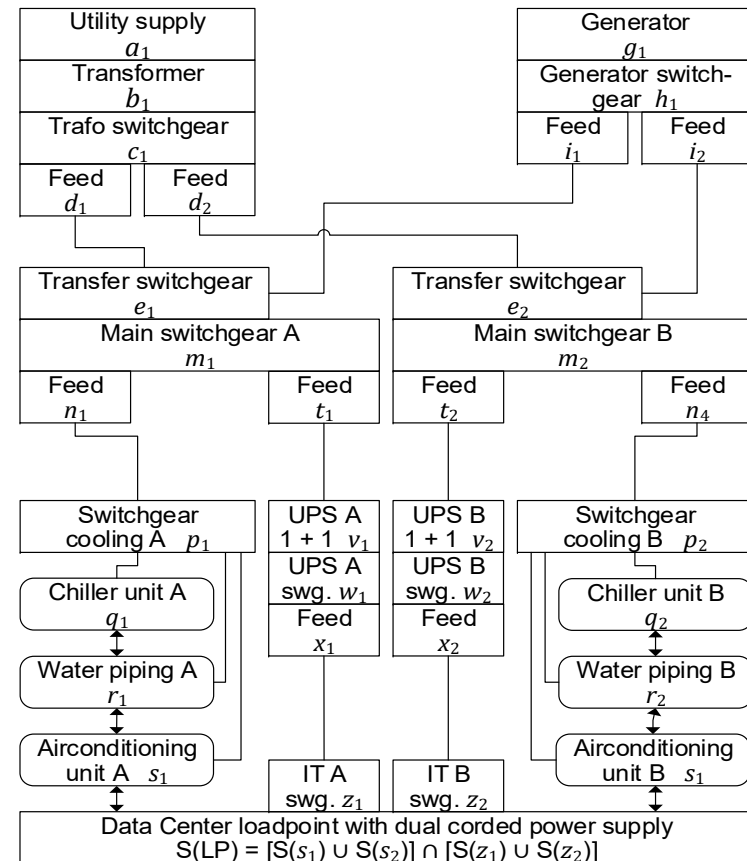 Utility supply
a₁
Transformer
b₁
Trafo switchgear
c₁
Feed
d₁
Feed
d₂
Generator
g₁
Generator switch-
gear h₁
Feed
i₁
Feed
i₂
Transfer switchgear
e₁
Transfer switchgear
e₂
Main switchgear A
m₁
Main switchgear B
m₂
Feed
n₁
Feed
t₁
Feed
t₂
Feed
n₄
Switchgear
cooling A p₁
UPS A
1 + 1 v₁
UPS B
1 + 1 v₂
Switchgear
cooling B p₂
UPS A
swg. w₁
UPS B
swg. w₂
Chiller unit A
q₁
Chiller unit B
q₂
Feed
x₁
Feed
x₂
Water piping A
r₁
Water piping B
r₂
Airconditioning
unit A s₁
IT A
swg. z₁
IT B
swg. z₂
Airconditioning
unit B s₁
Data Center loadpoint with dual corded power supply
S(LP) = [S(s₁) ∪ S(s₂)] ∩ [S(z₁) ∪ S(z₂)]